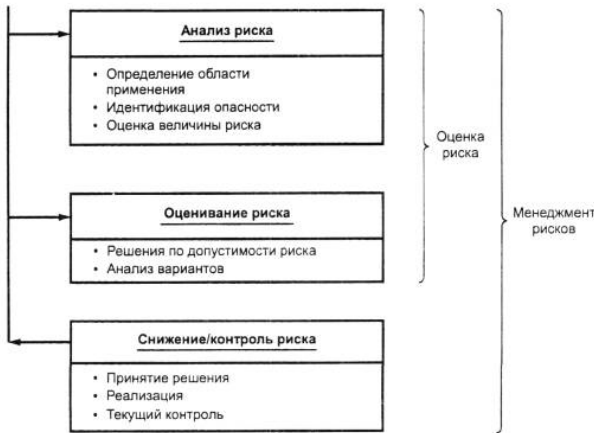 Анализ риска
• Определение области
применения
• Идентификация опасности
• Оценка величины риска
Оценка
риска
Оценивание риска
• Решения по допустимости риска
• Анализ вариантов
Менеджмент
рисков
Снижение/контроль риска
• Принятие решения
• Реализация
• Текущий контроль